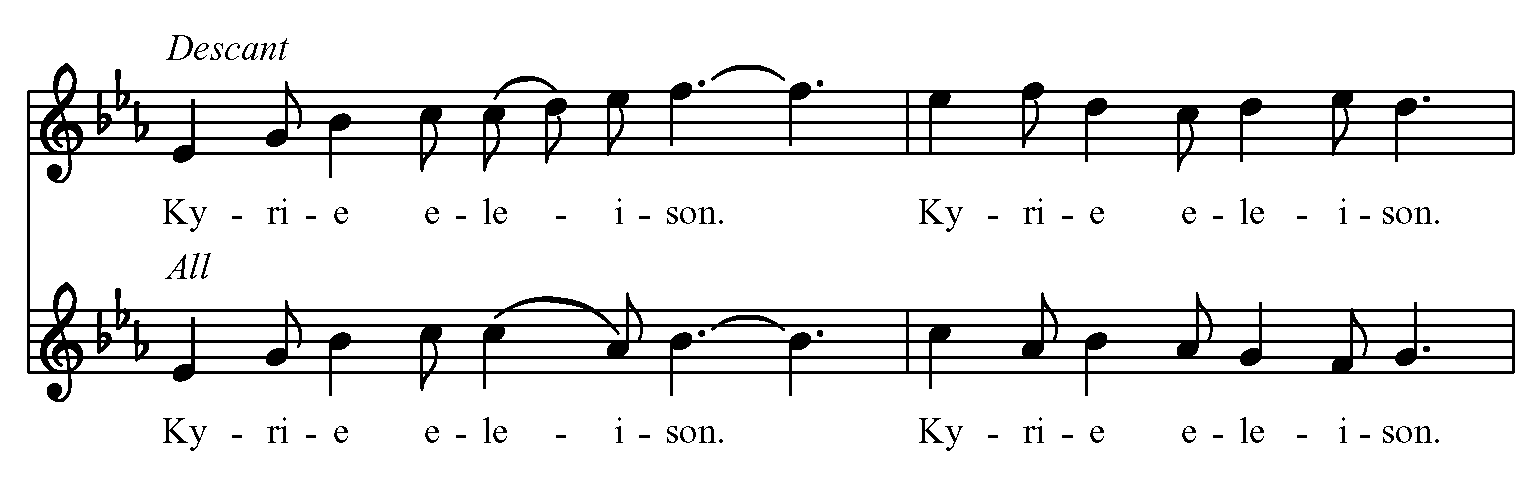 Descant
Ky - ri - e e - le - i - son. Ky - ri - e e - le - i - son.
All
Ky - ri - e e - le - i - son. Ky - ri - e e - le - i - son.